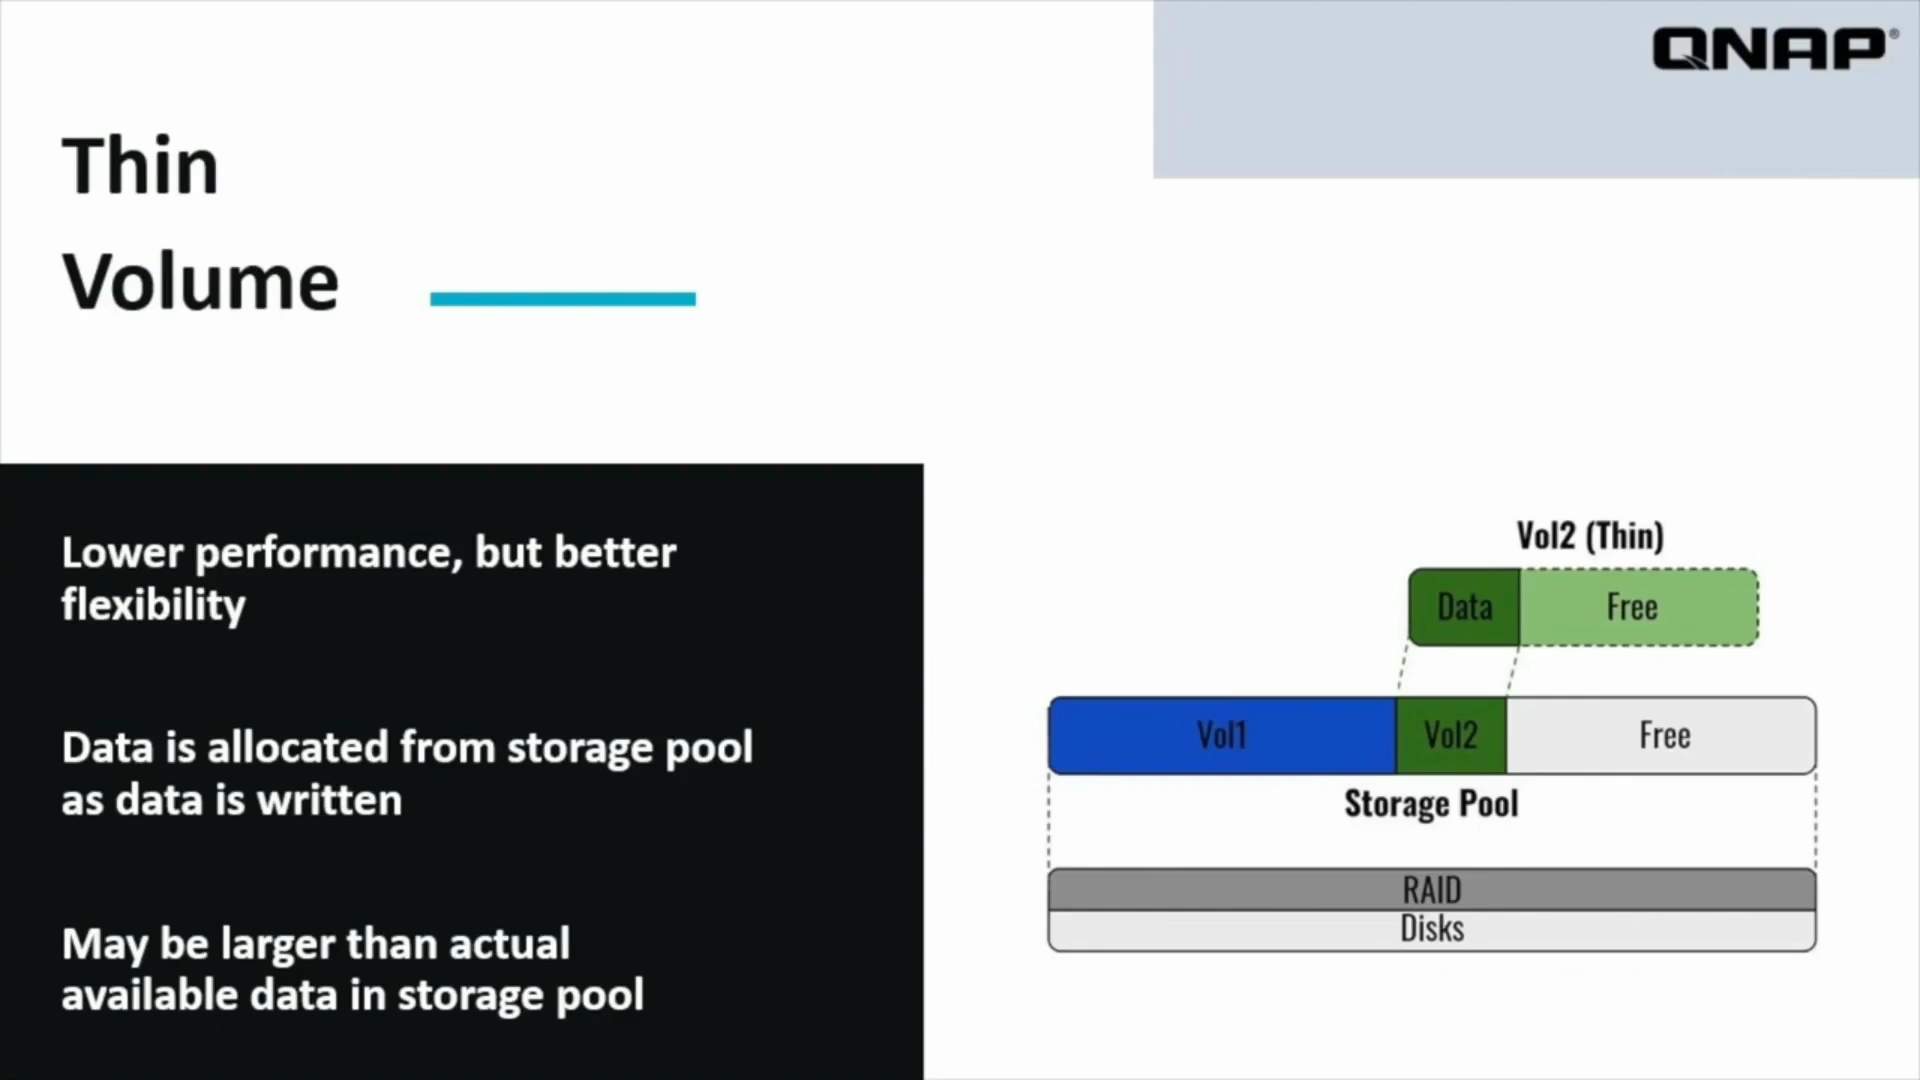 QNAP®
Thin
Volume
Lower performance, but better
flexibility
Data is allocated from storage pool
as data is written
May be larger than actual
available data in storage pool
Vol2 (Thin)
Data Free
Vol1 Vol2 Free
Storage Pool
RAID
Disks